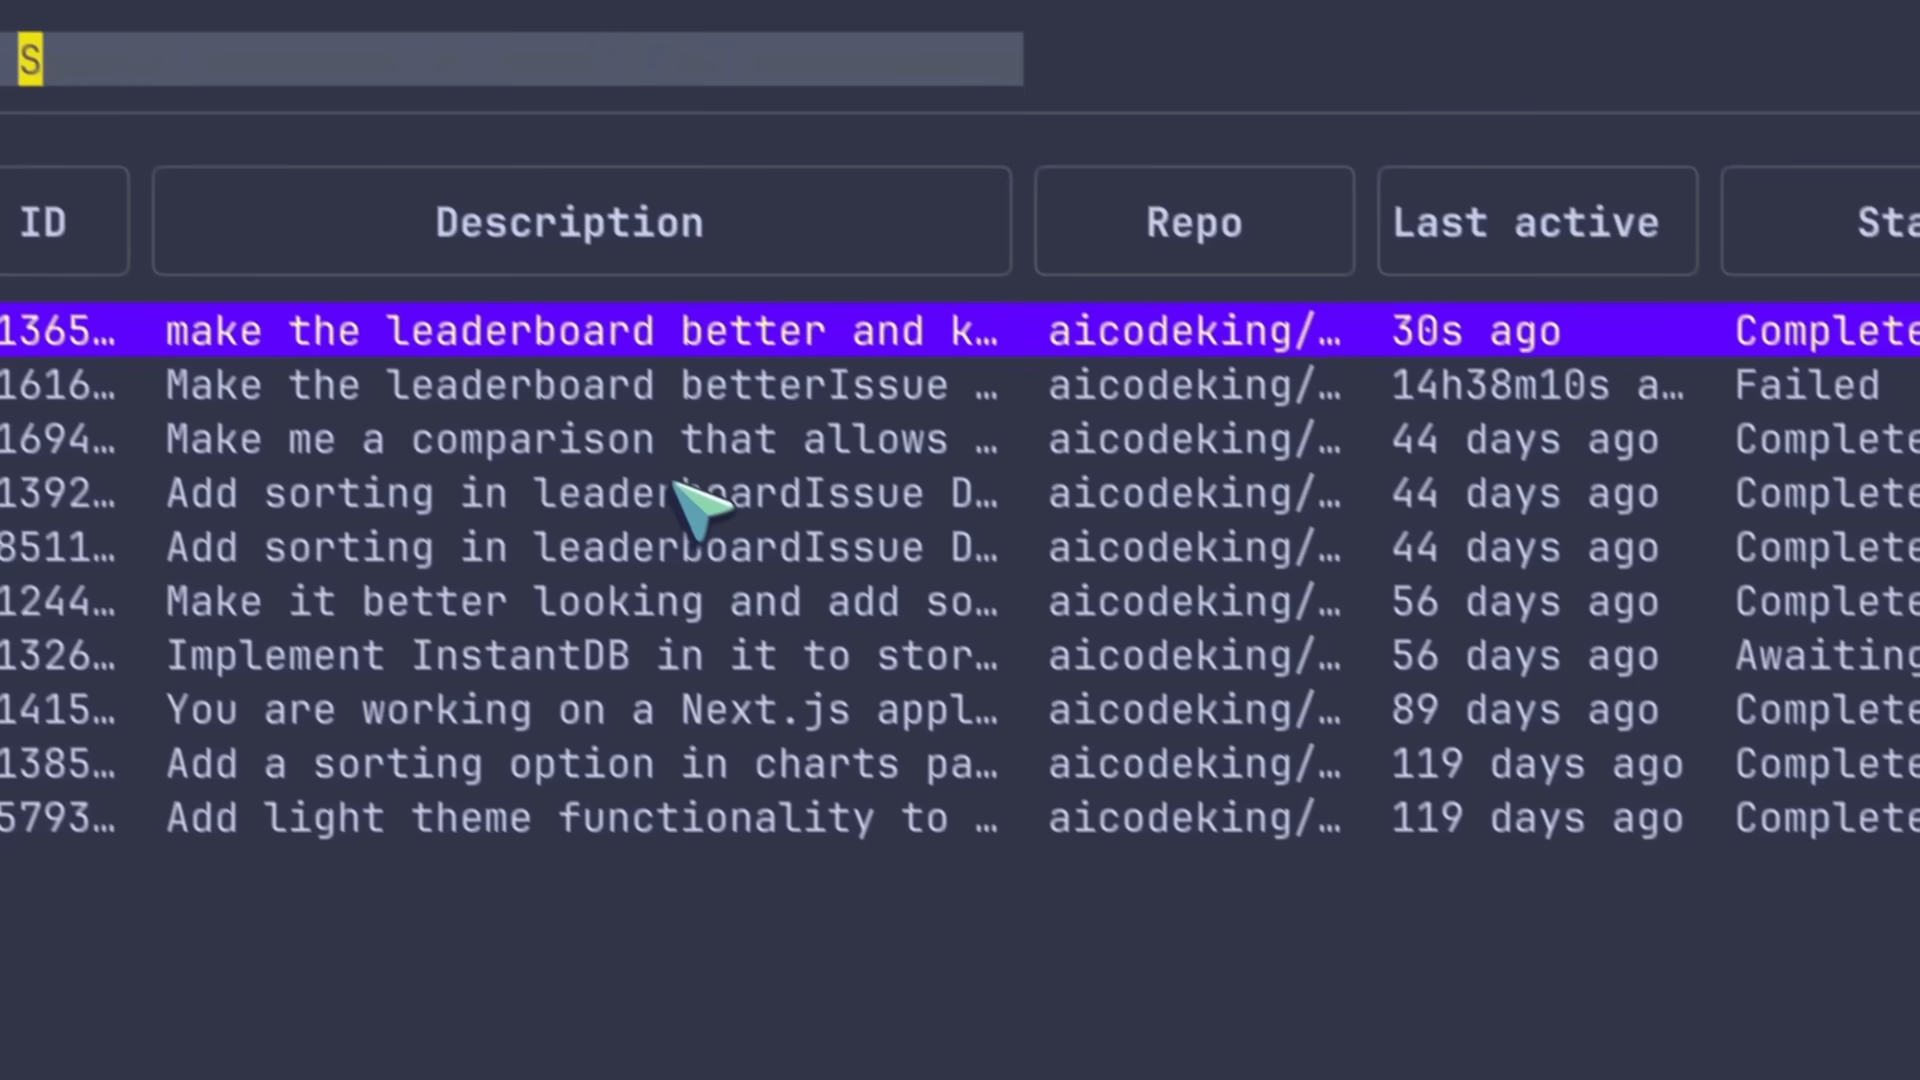 S
ID Description Repo Last active Sta
1365… make the leaderboard better and k… aicodeking/… 30s ago Complete
1616… Make the leaderboard betterIssue … aicodeking/… 14h38m10s a… Failed
1694… Make me a comparison that allows … aicodeking/… 44 days ago Complete
1392… Add sorting in leaderboardIssue D… aicodeking/… 44 days ago Complete
8511… Add sorting in leaderboardIssue D… aicodeking/… 44 days ago Complete
1244… Make it better looking and add so… aicodeking/… 56 days ago Complete
1326… Implement InstantDB in it to stor… aicodeking/… 56 days ago Awaiting
1415… You are working on a Next.js appl… aicodeking/… 89 days ago Complete
1385… Add a sorting option in charts pa… aicodeking/… 119 days ago Complete
5793… Add light theme functionality to … aicodeking/… 119 days ago Complete